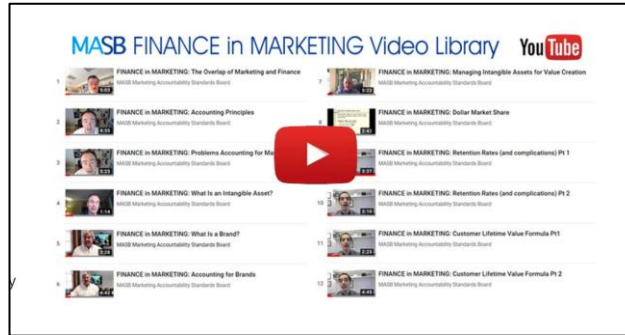 MASB FINANCE in MARKETING Video Library YouTube
1 FINANCE in MARKETING: The Overlap of Marketing and Finance
MASB Marketing Accountability Standards Board
5:03
2 FINANCE in MARKETING: Accounting Principles
MASB Marketing Accountability Standards Board
3 FINANCE in MARKETING: Problems Accounting for Ma
MASB Marketing Accountability Standards Board
4 FINANCE in MARKETING: What Is an Intangible Asset?
MASB Marketing Accountability Standards Board
1:14
5 FINANCE in MARKETING: What Is a Brand?
MASB Marketing Accountability Standards Board
6 FINANCE in MARKETING: Accounting for Brands
MASB Marketing Accountability Standards Board
y
7 FINANCE in MARKETING: Managing Intangible Assets for Value Creation
MASB Marketing Accountability Standards Board
FINANCE in MARKETING: Dollar Market Share
MASB Marketing Accountability Standards Board
2:42
FINANCE in MARKETING: Retention Rates (and complications) Pt 1
MASB Marketing Accountability Standards Board
10 FINANCE in MARKETING: Retention Rates (and complications) Pt 2
MASB Marketing Accountability Standards Board
11 FINANCE in MARKETING: Customer Lifetime Value Formula Pt1
MASB Marketing Accountability Standards Board
12 FINANCE in MARKETING: Customer Lifetime Value Formula Pt 2
MASB Marketing Accountability Standards Board